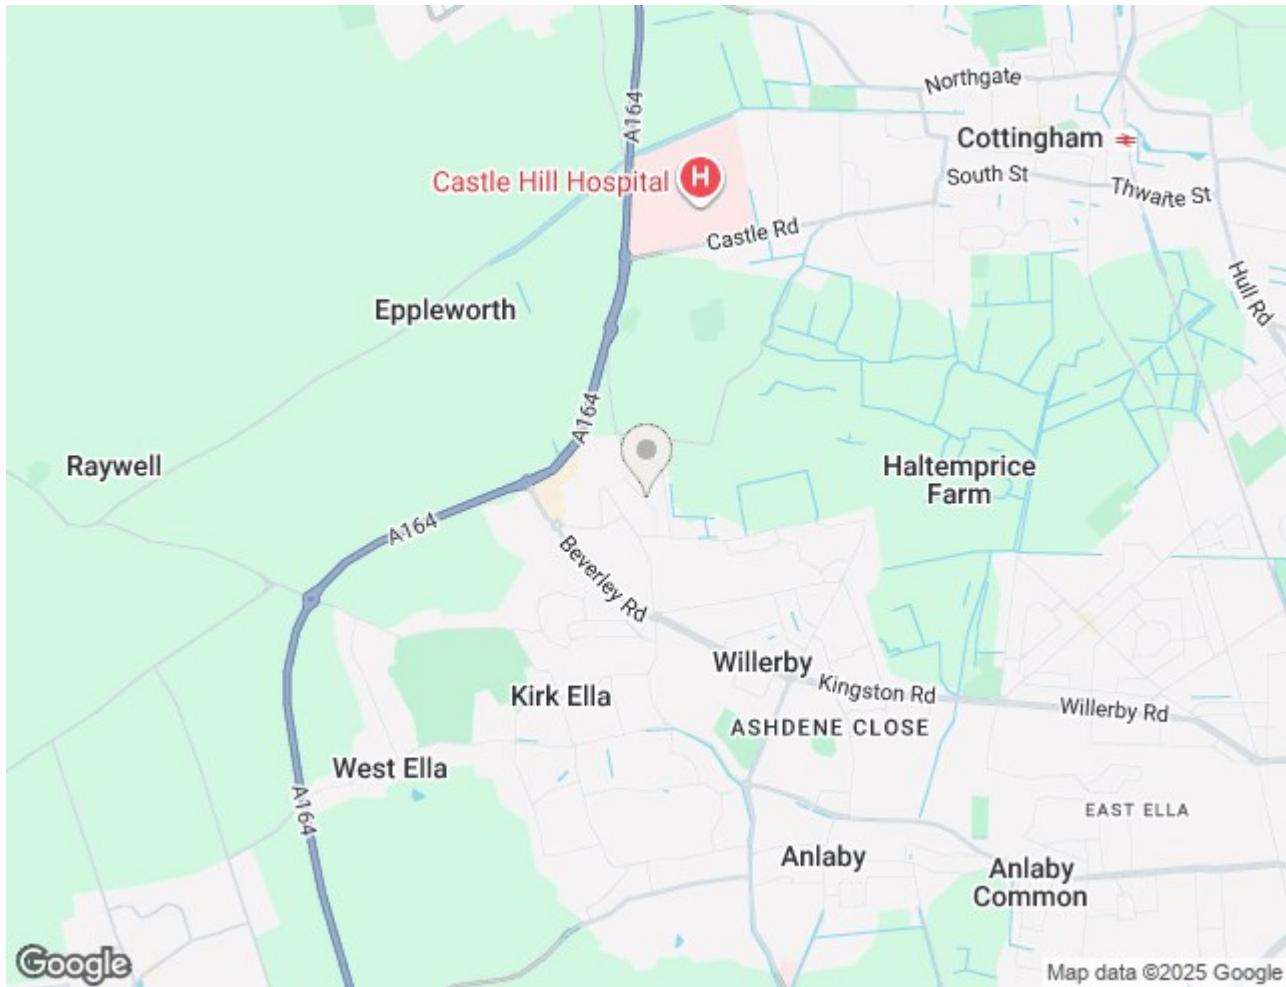 A164
Northgate
Cottingham
Castle Hill Hospital
H
South St
Thwaite St
Castle Rd
Hull Rd
Eppleworth
A164
Raywell
Haltemprice
Farm
A164
Beverley Rd
Willerby
Kingston Rd
Kirk Ella
Willerby Rd
ASHDENE CLOSE
West Ella
A164
EAST ELLA
Anlaby
Anlaby
Common
Google
Map data ©2025 Google